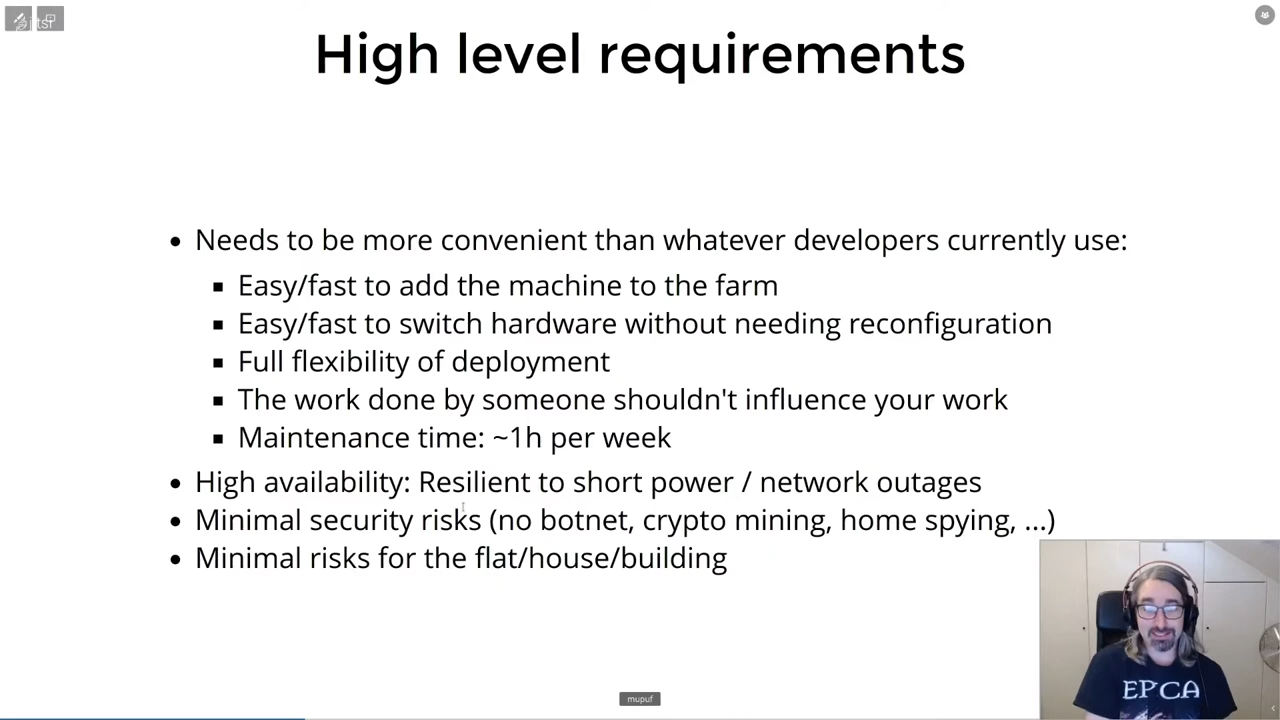 High level requirements
Needs to be more convenient than whatever developers currently use:
Easy/fast to add the machine to the farm
Easy/fast to switch hardware without needing reconfiguration
Full flexibility of deployment
The work done by someone shouldn't influence your work
Maintenance time: ~1h per week
High availability: Resilient to short power / network outages
Minimal security risks (no botnet, crypto mining, home spying, ...)
Minimal risks for the flat/house/building
EPICA
mupuf